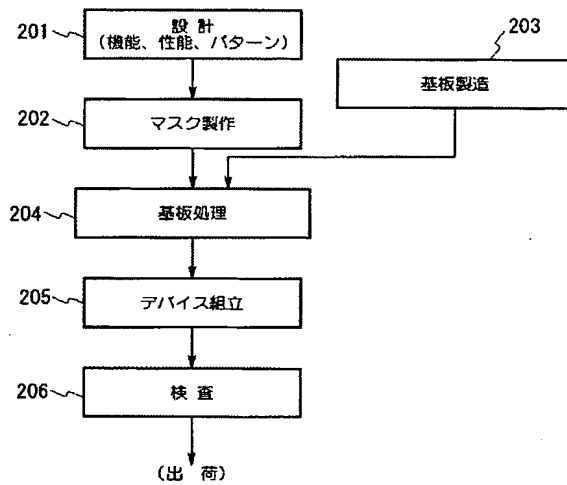 201
設計
(機能、性能、パターン)
203
基板製造
202
マスク製作
204
基板処理
205
デバイス組立
206
検査
(出荷)